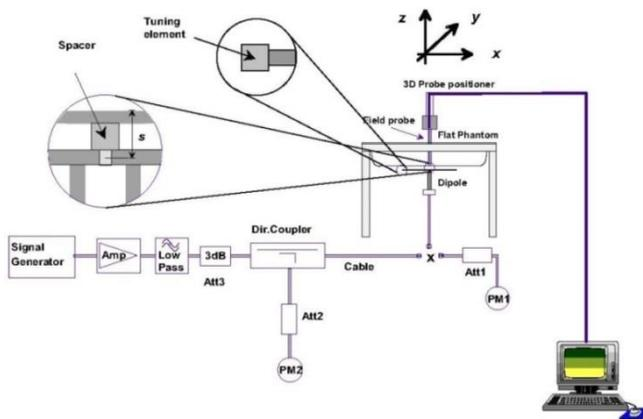 Tuning
element
Spacer
s
z
y
x
3D Probe positioner
Field probe
Flat Phantom
Dipole
Signal
Generator
Amp
Low
Pass
3dB
Att3
Dir.Coupler
Cable
x
Att1
PM1
Att2
PM2